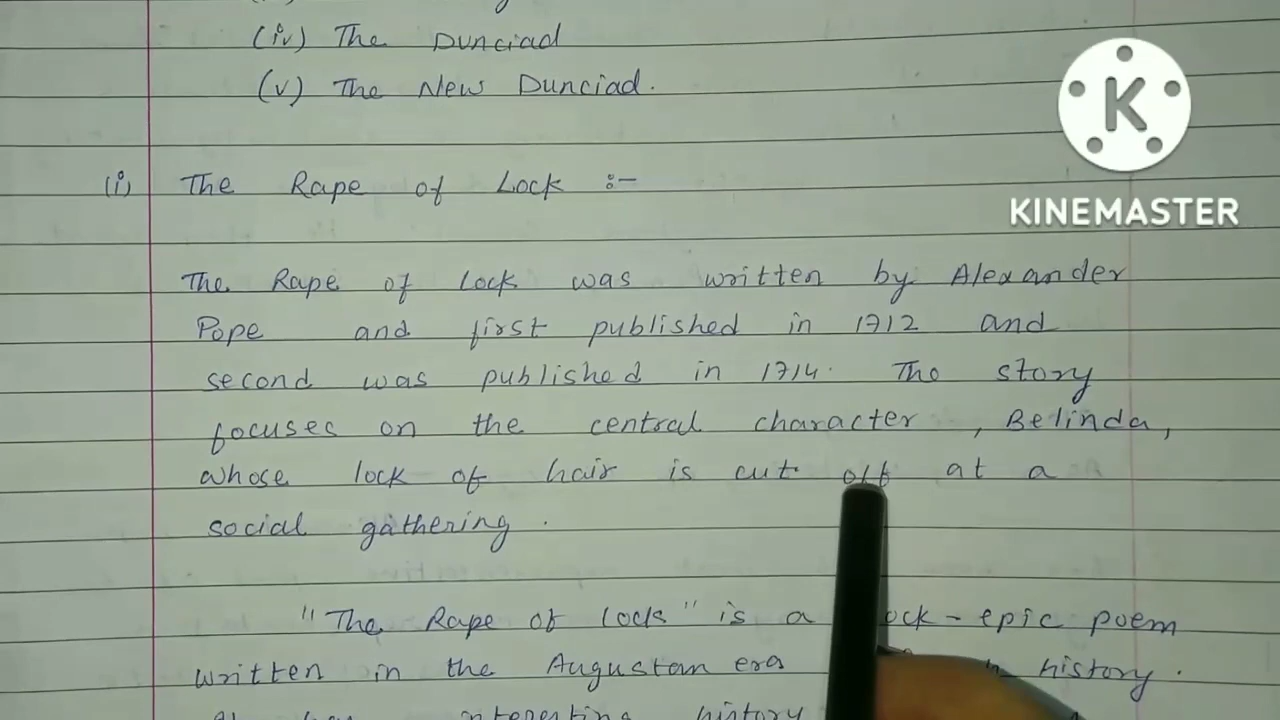 (iv) The Dunciad
(v) The New Dunciad.
K
KINEMASTER
(i) The Rape of Lock :-
The Rape of Lock was written by Alexander
Pope and first published in 1712 and
second was published in 1714. The story
focuses on the central character, Belinda,
whose lock of hair is cut off at a
social gathering.
"The Rape of Lock" is a ock-epic poem
written in the Augustan era history.
interesting history